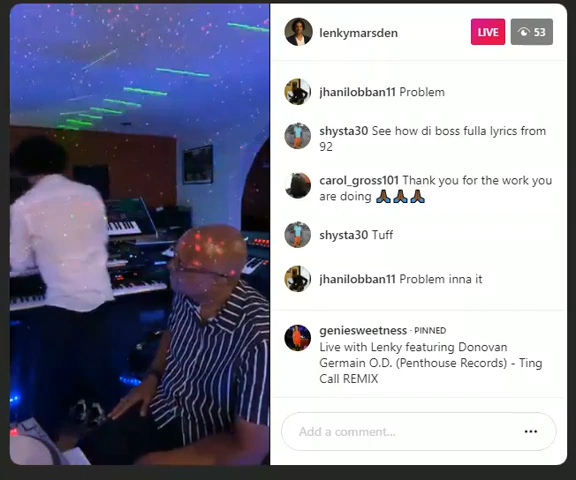 lenkymarsden
LIVE
53
jhanilobban11 Problem
shysta30 See how di boss fulla lyrics from
92
carol_gross101 Thank you for the work you
are doing 🙏🏾🙏🏾🙏🏾
shysta30 Tuff
jhanilobban11 Problem inna it
geniesweetness · PINNED
Live with Lenky featuring Donovan
Germain O.D. (Penthouse Records) - Ting
Call REMIX
Add a comment...